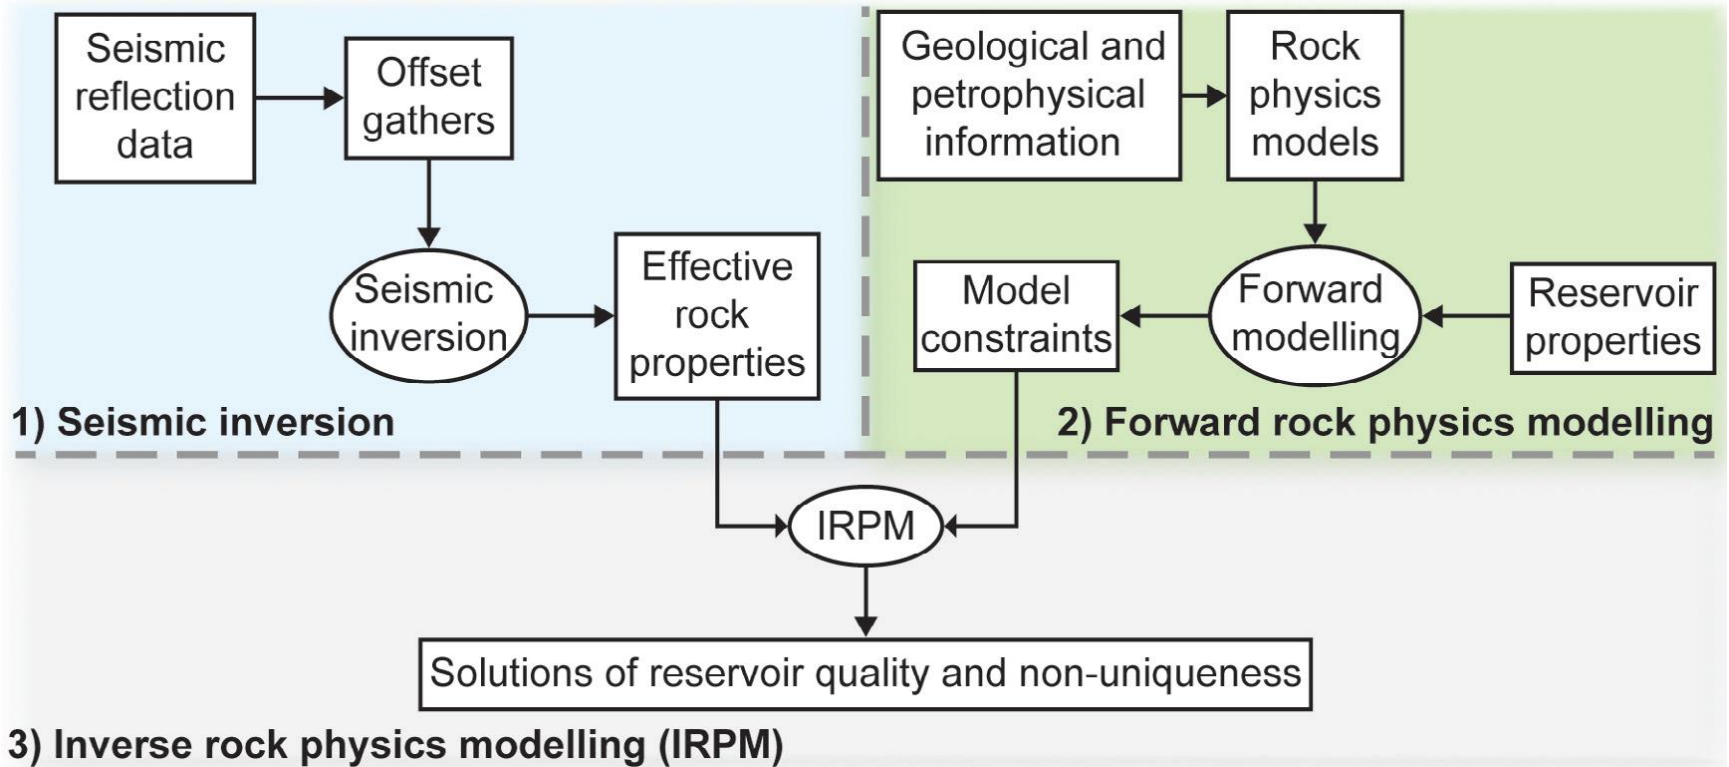 Seismic
reflection
data
Offset
gathers
Seismic
inversion
Effective
rock
properties
1) Seismic inversion
Geological and
petrophysical
information
Rock
physics
models
Forward
modelling
Reservoir
properties
Model
constraints
2) Forward rock physics modelling
IRPM
Solutions of reservoir quality and non-uniqueness
3) Inverse rock physics modelling (IRPM)